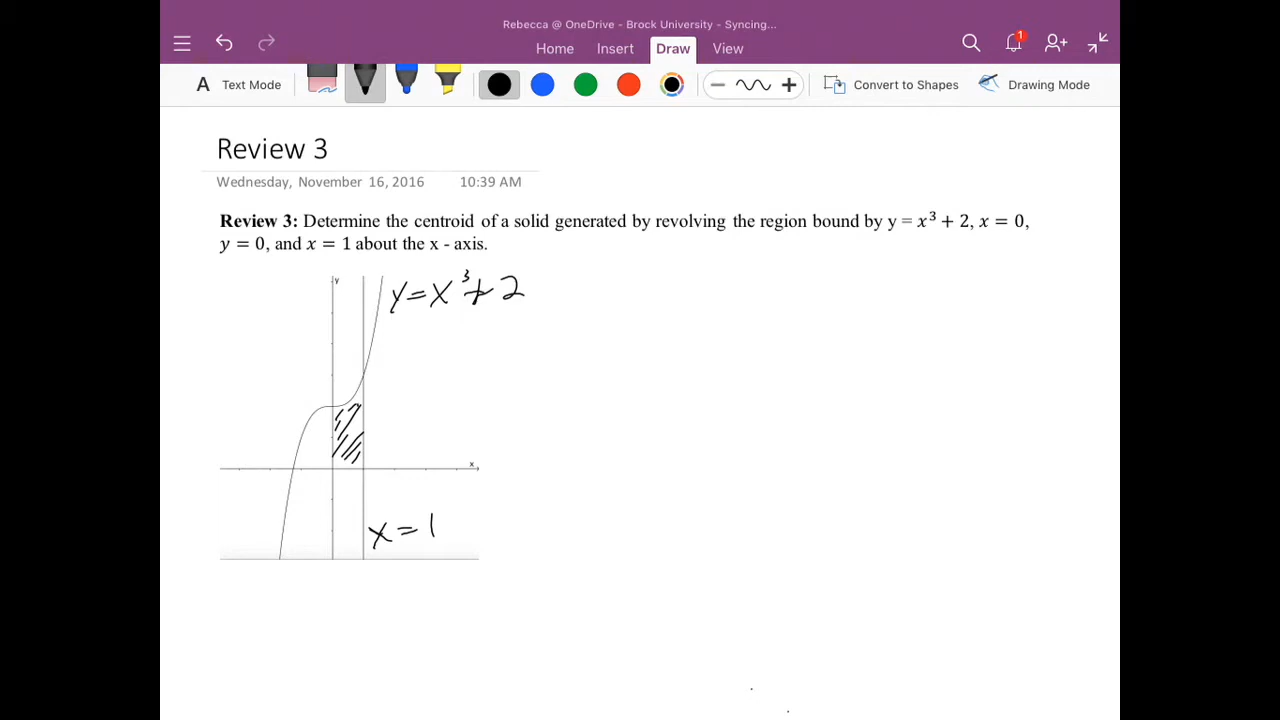 Rebecca @ OneDrive - Brock University - Syncing...
Home Insert Draw View
1
A Text Mode Convert to Shapes Drawing Mode
Review 3
Wednesday, November 16, 2016 10:39 AM
Review 3: Determine the centroid of a solid generated by revolving the region bound by y = x³ + 2, x = 0,
y = 0, and x = 1 about the x - axis.
y
y=x³+2
x
x=1